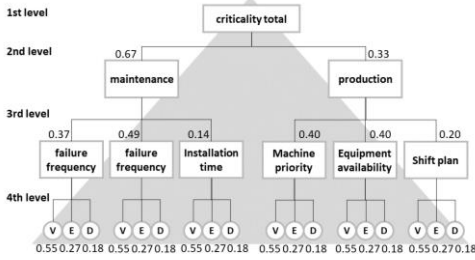 1st level
criticality total
2nd level
0.67 0.33
maintenance production
3rd level
0.37 0.49 0.14 0.40 0.40 0.20
failure frequency failure frequency Installation time Machine priority Equipment availability Shift plan
4th level
V E D V E D V E D V E D V E D V E D
0.55 0.27 0.18 0.55 0.27 0.18 0.55 0.27 0.18 0.55 0.27 0.18 0.55 0.27 0.18 0.55 0.27 0.18